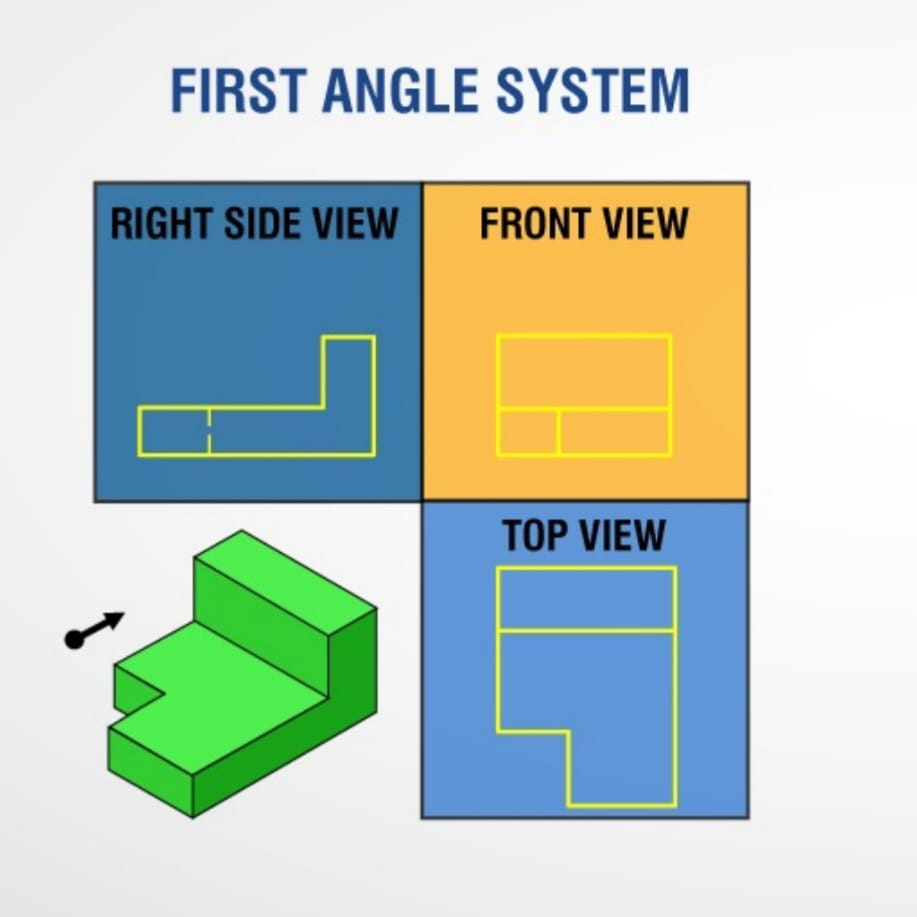 FIRST ANGLE SYSTEM
RIGHT SIDE VIEW
FRONT VIEW
TOP VIEW